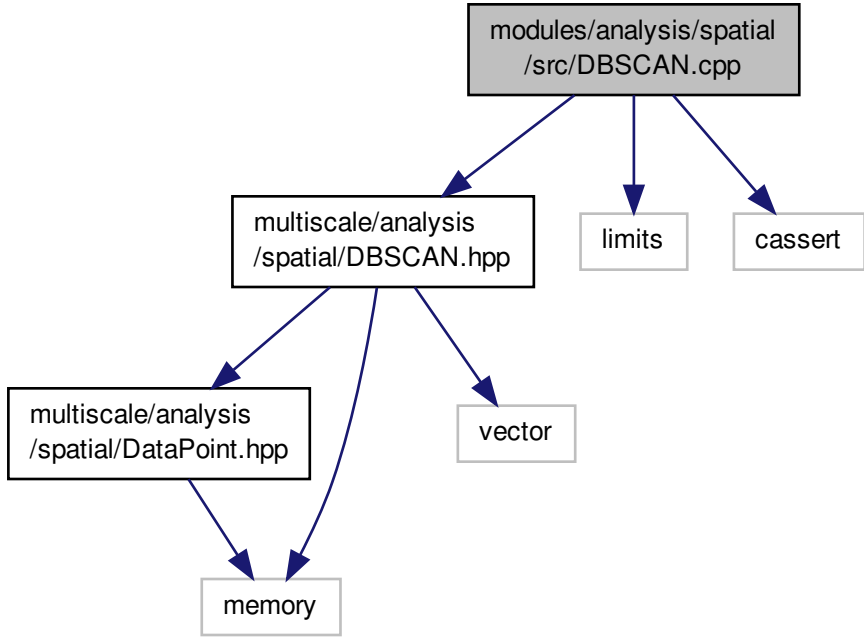 modules/analysis/spatial
/src/DBSCAN.cpp
multiscale/analysis
/spatial/DBSCAN.hpp
limits
cassert
multiscale/analysis
/spatial/DataPoint.hpp
vector
memory